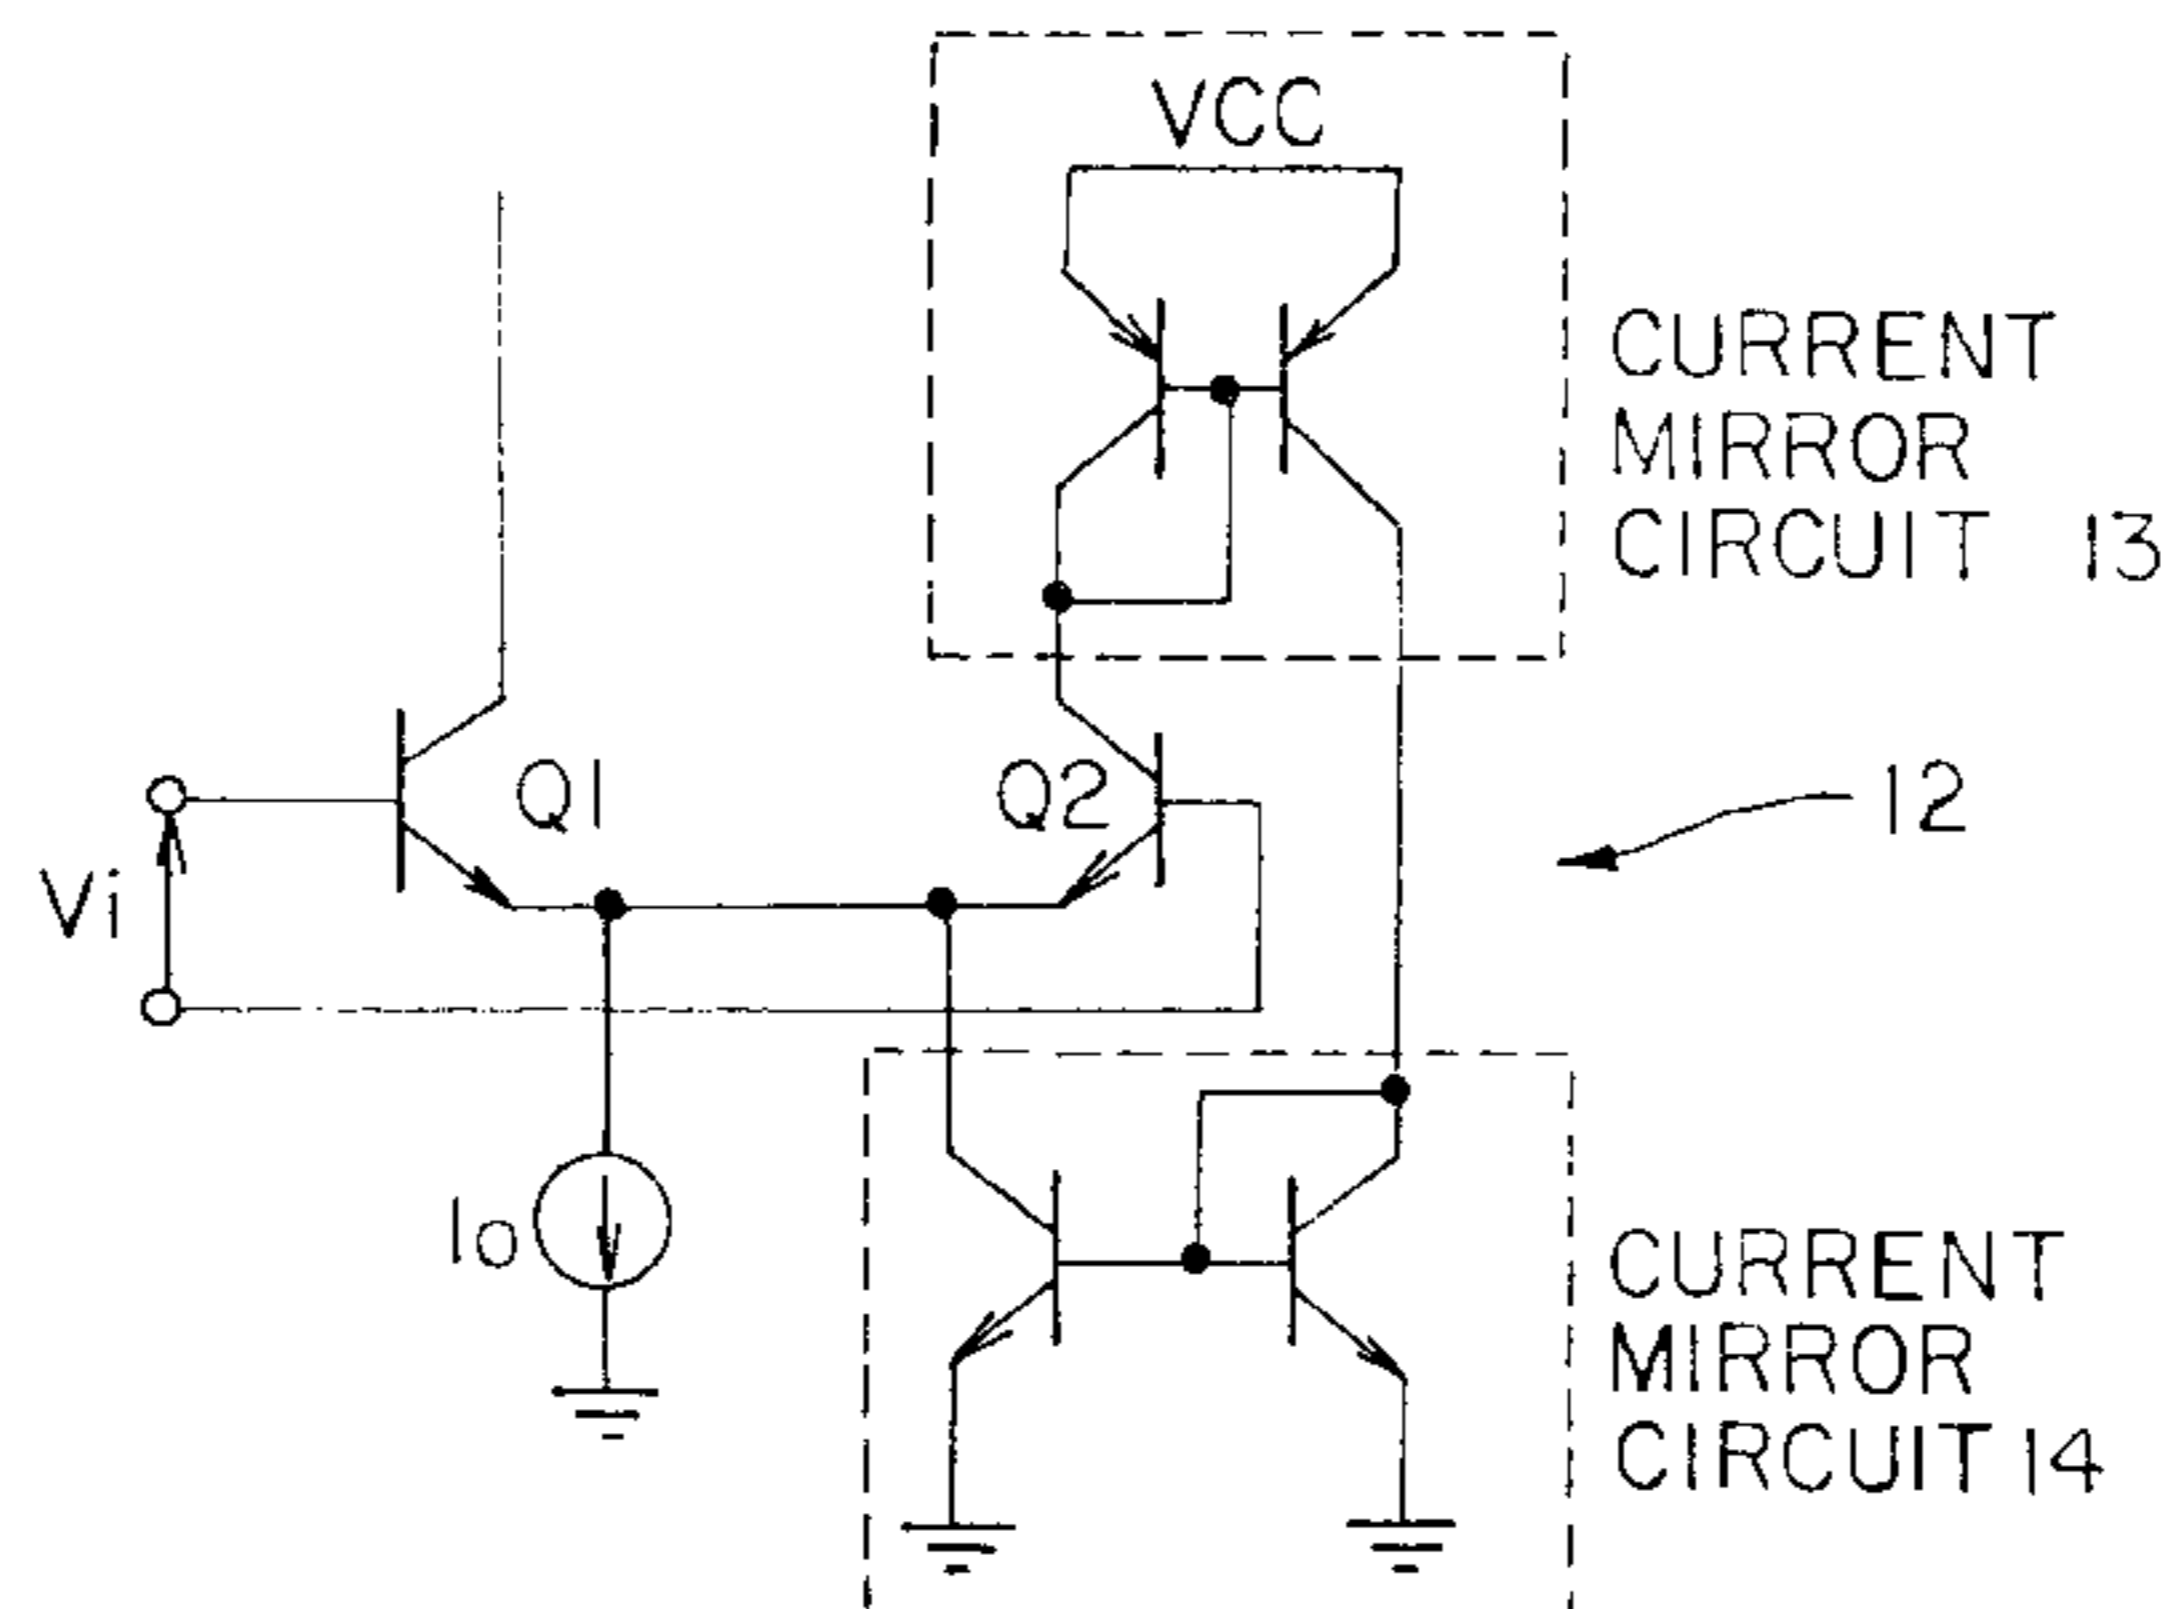 VCC
CURRENT
MIRROR
CIRCUIT 13
Q1
Q2
12
Vi
Io
CURRENT
MIRROR
CIRCUIT 14